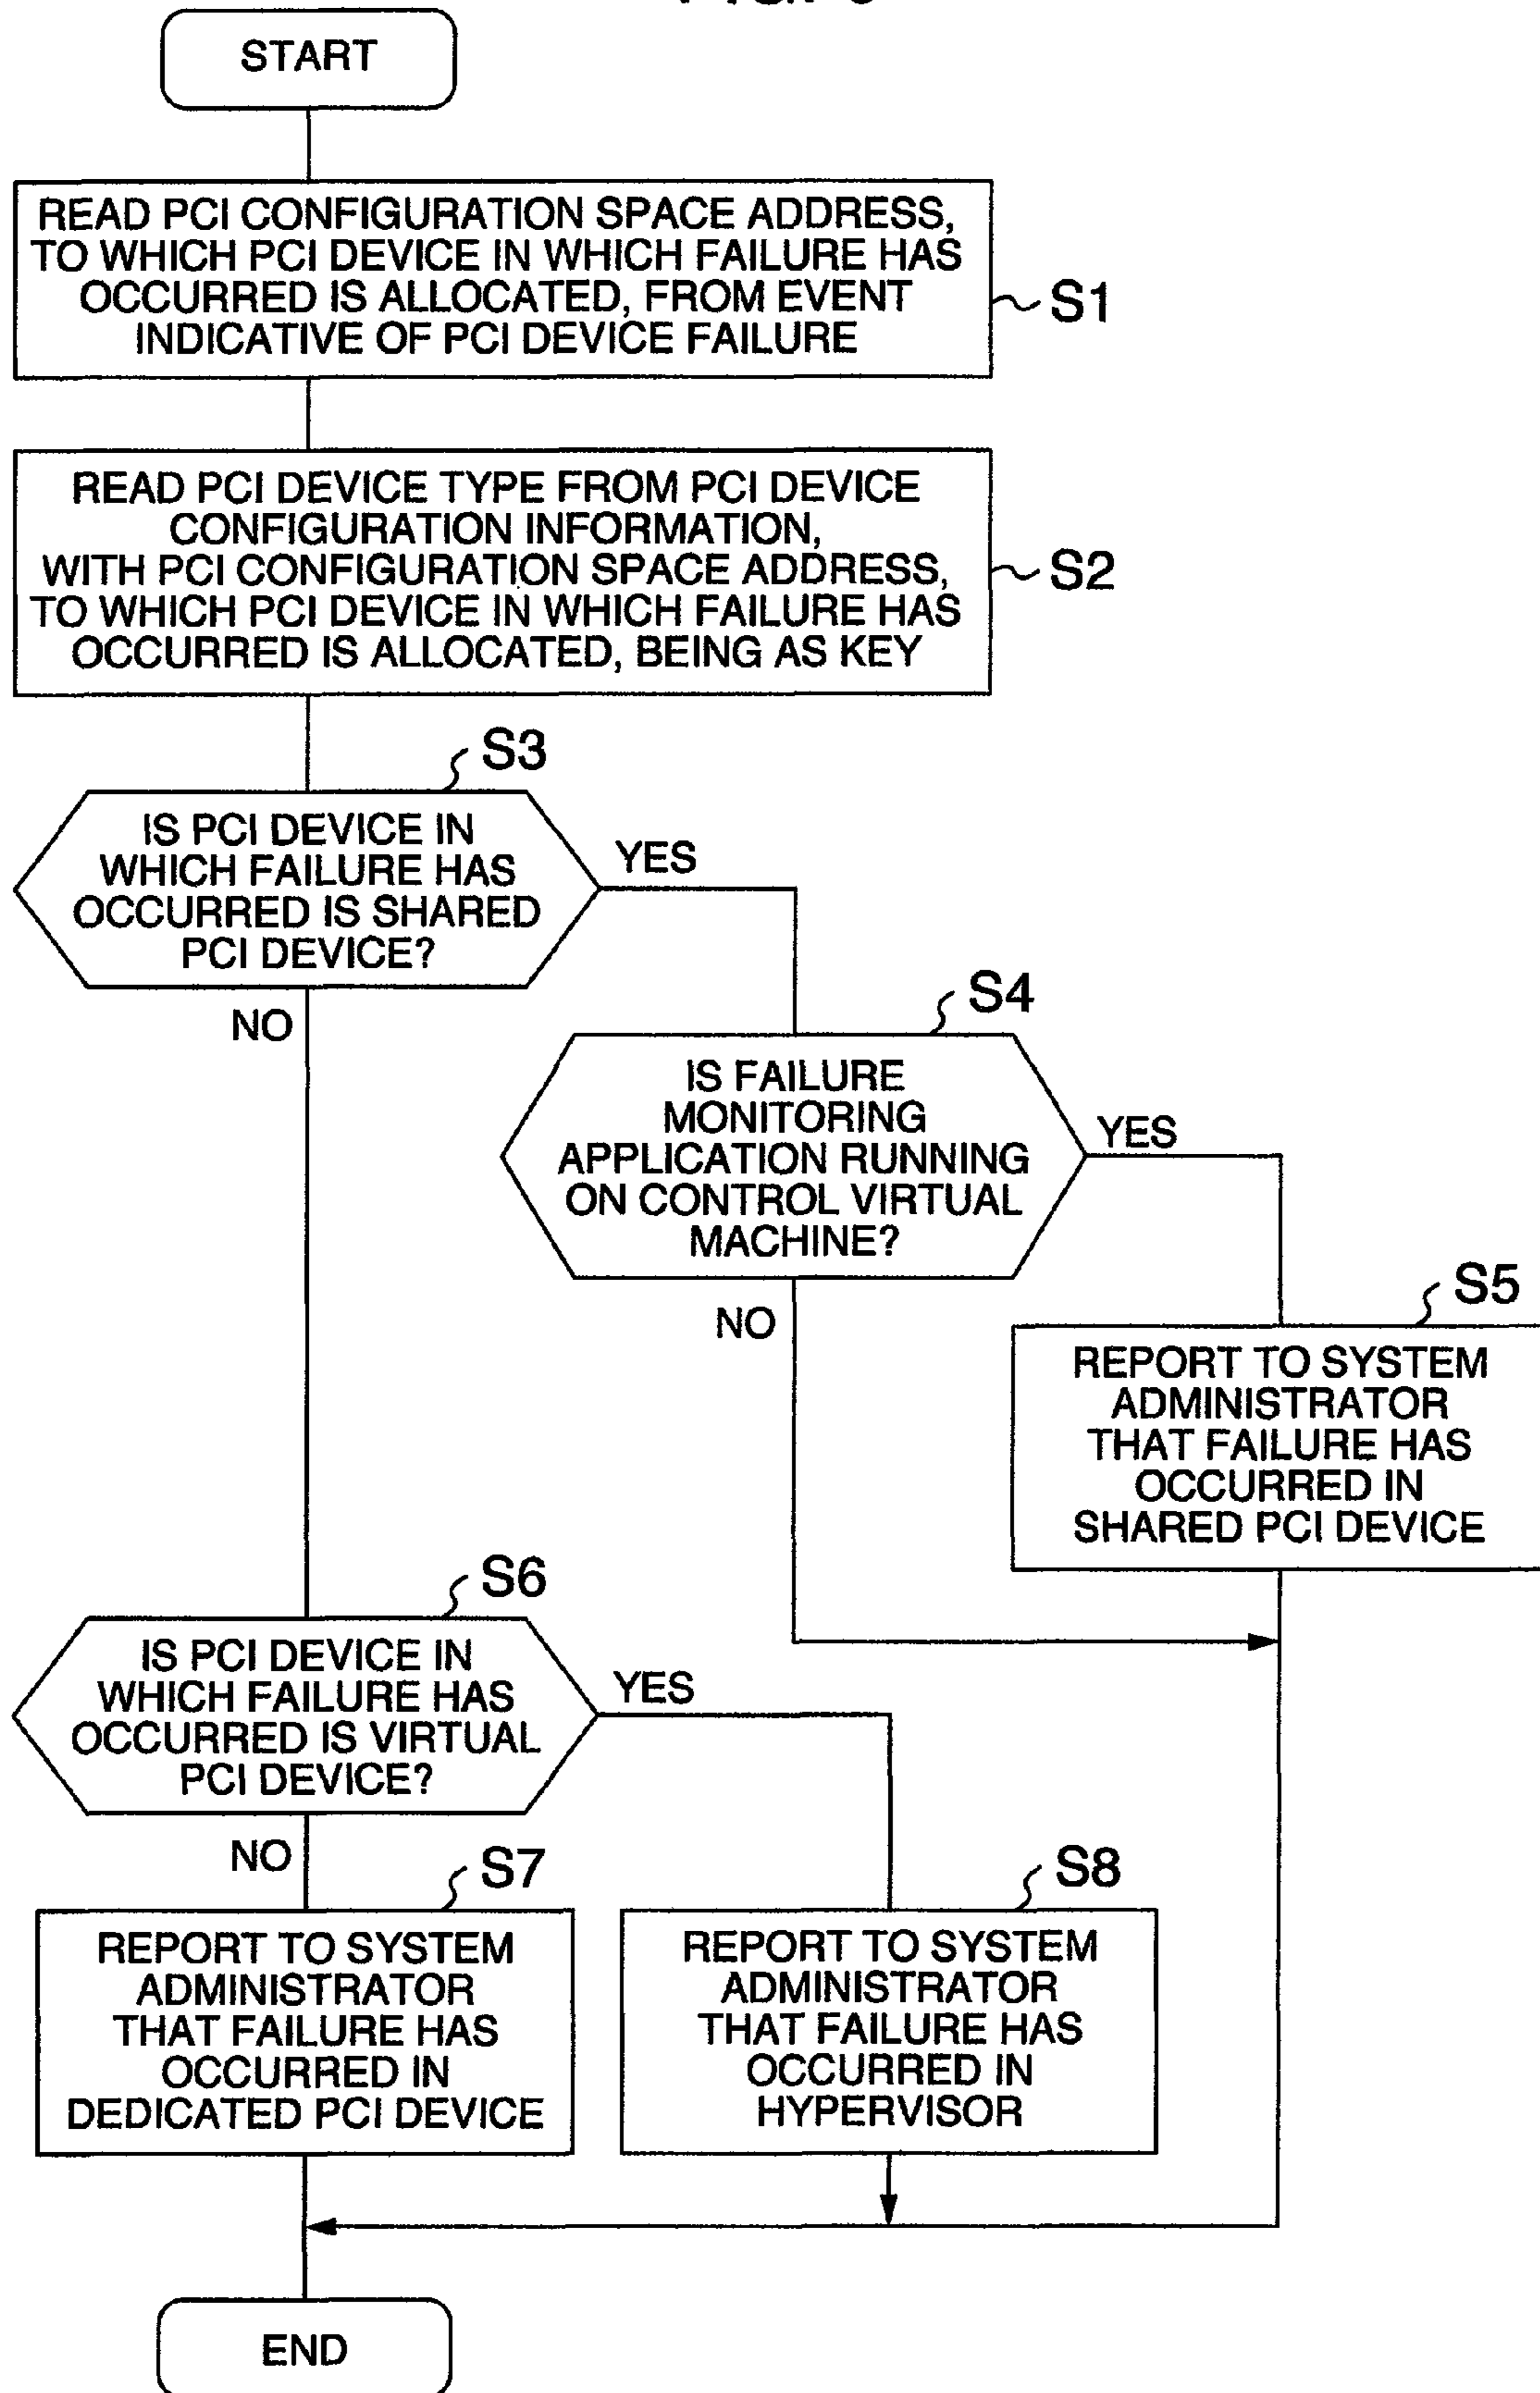 START
READ PCI CONFIGURATION SPACE ADDRESS,
TO WHICH PCI DEVICE IN WHICH FAILURE HAS
OCCURRED IS ALLOCATED, FROM EVENT
INDICATIVE OF PCI DEVICE FAILURE
S1
READ PCI DEVICE TYPE FROM PCI DEVICE
CONFIGURATION INFORMATION,
WITH PCI CONFIGURATION SPACE ADDRESS,
TO WHICH PCI DEVICE IN WHICH FAILURE HAS
OCCURRED IS ALLOCATED, BEING AS KEY
S2
S3
IS PCI DEVICE IN
WHICH FAILURE HAS
OCCURRED IS SHARED
PCI DEVICE?
YES
NO
S4
IS FAILURE
MONITORING
APPLICATION RUNNING
ON CONTROL VIRTUAL
MACHINE?
YES
NO
S5
REPORT TO SYSTEM
ADMINISTRATOR
THAT FAILURE HAS
OCCURRED IN
SHARED PCI DEVICE
S6
IS PCI DEVICE IN
WHICH FAILURE HAS
OCCURRED IS VIRTUAL
PCI DEVICE?
YES
NO
S7
REPORT TO SYSTEM
ADMINISTRATOR
THAT FAILURE HAS
OCCURRED IN
DEDICATED PCI DEVICE
S8
REPORT TO SYSTEM
ADMINISTRATOR
THAT FAILURE HAS
OCCURRED IN
HYPERVISOR
END